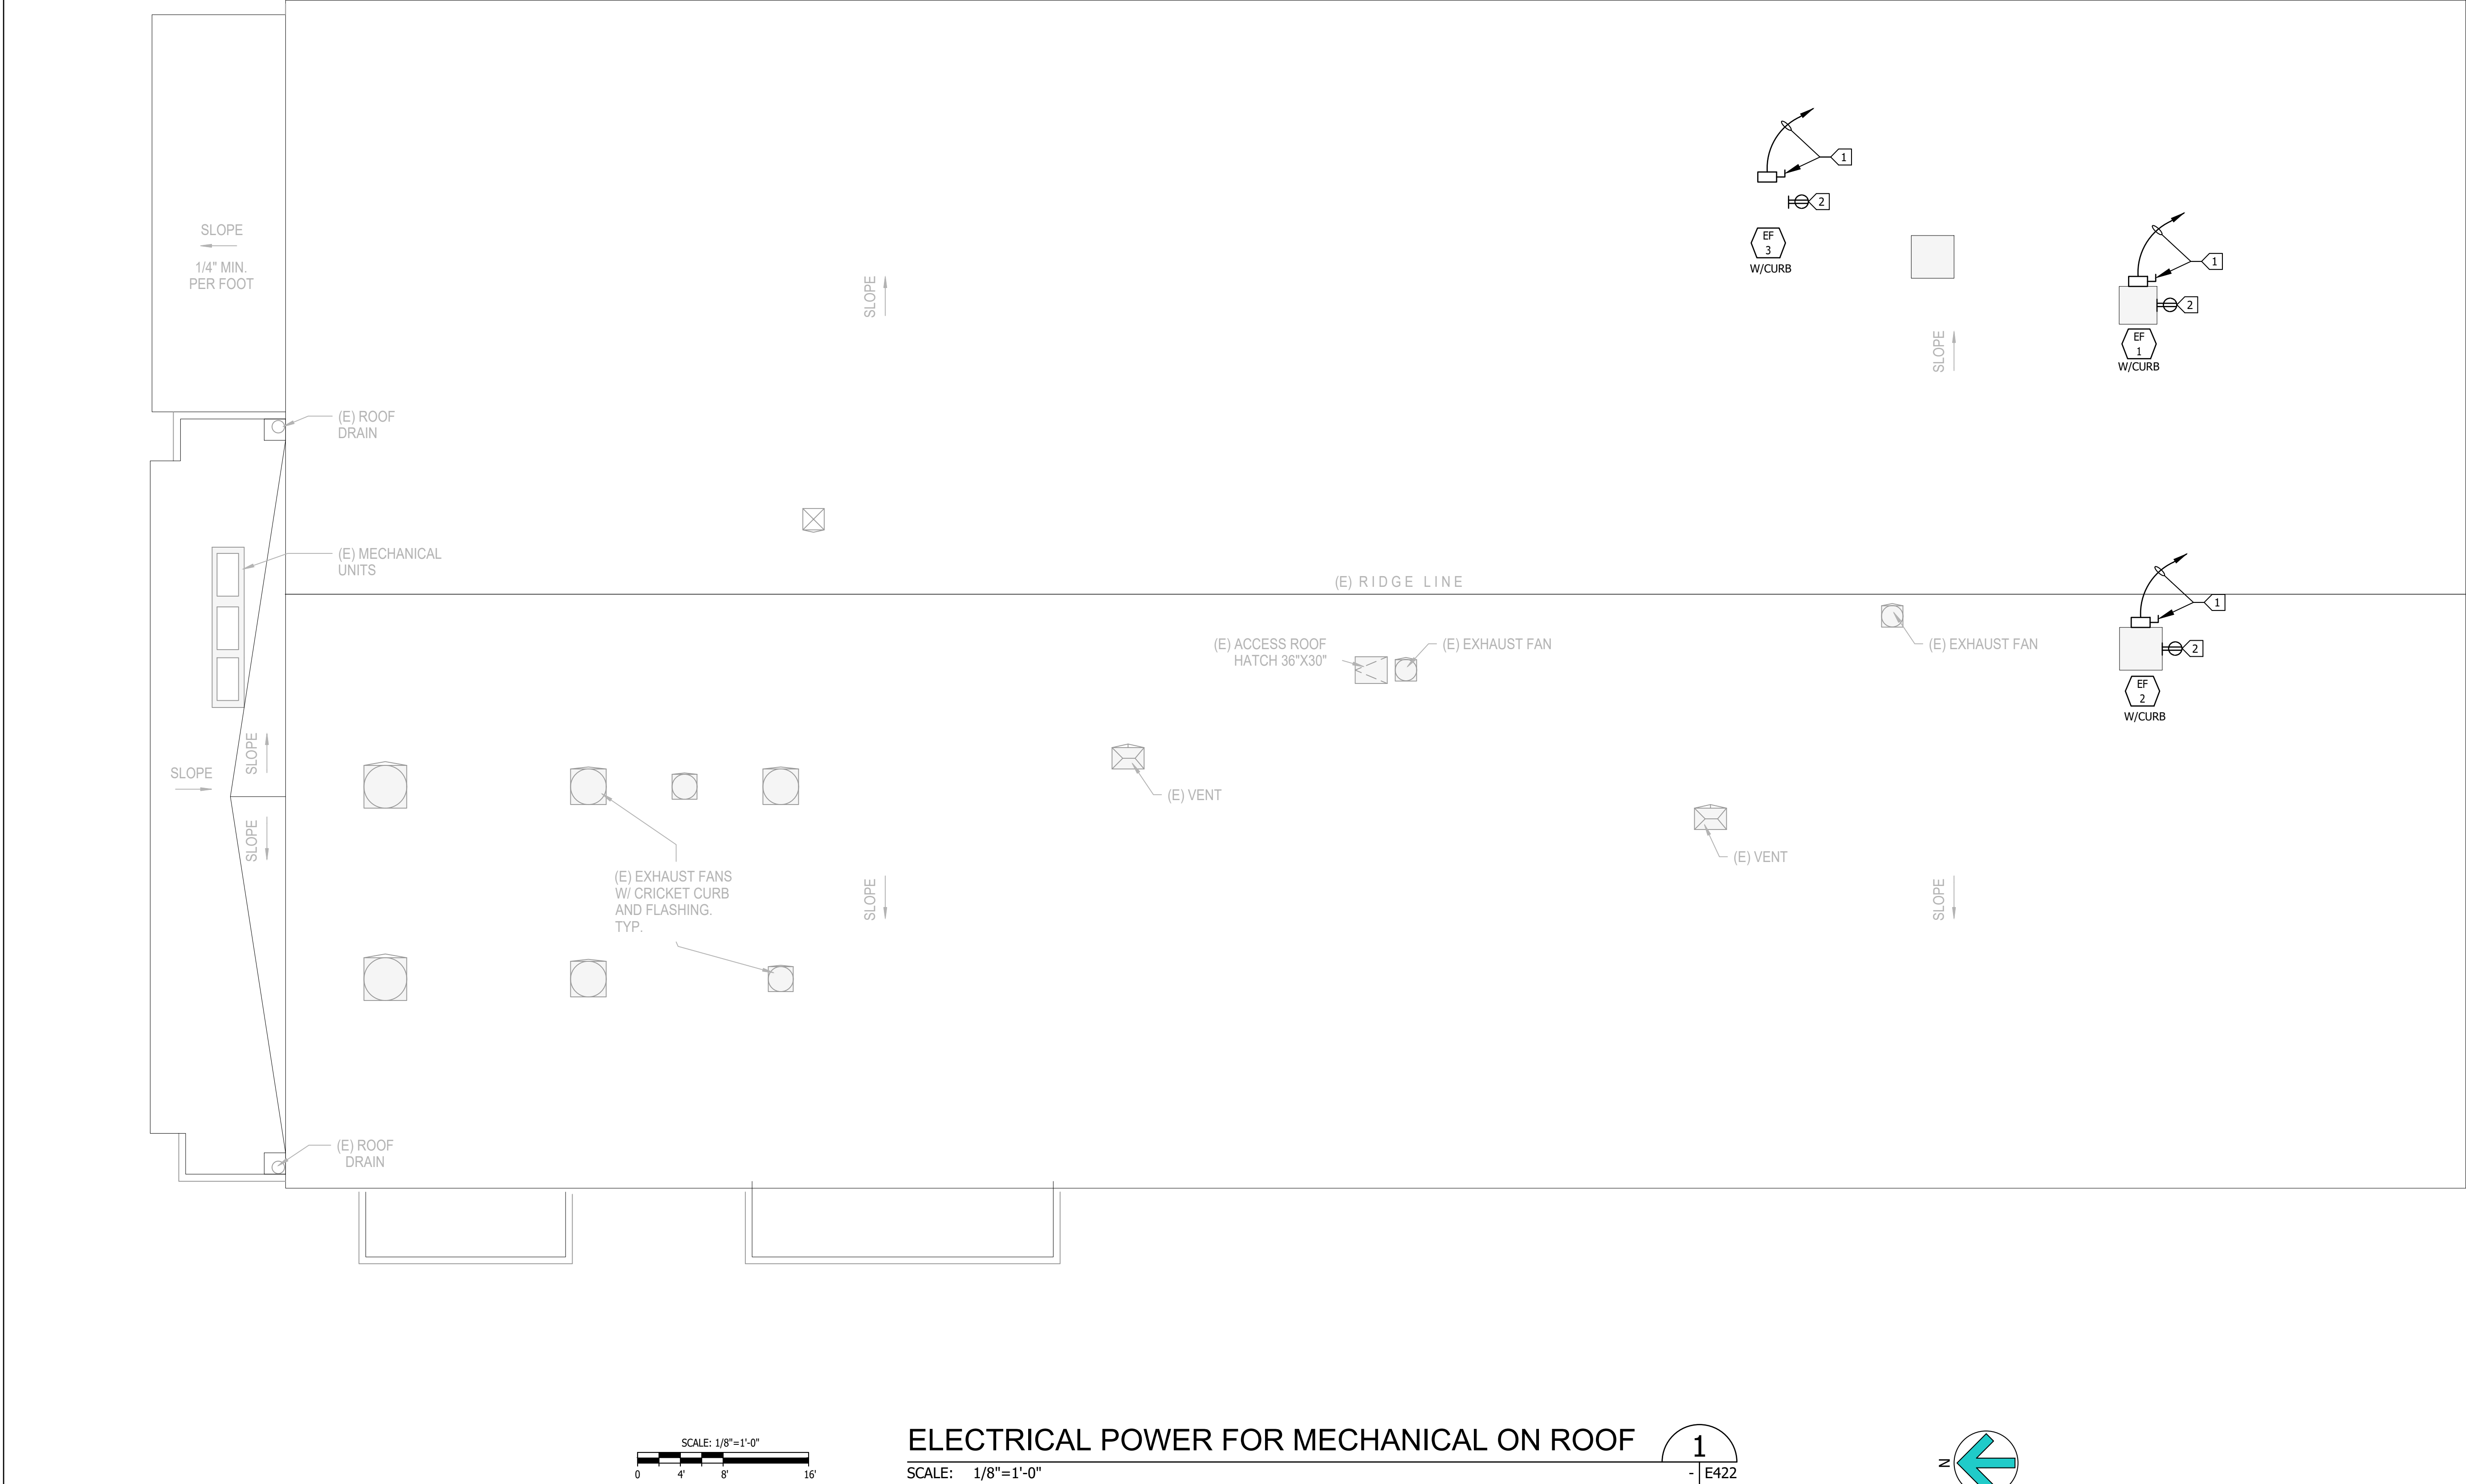 1
2
EF
3
W/CURB
SLOPE
1/4" MIN.
PER FOOT
1
2
EF
1
W/CURB
SLOPE
SLOPE
(E) ROOF
DRAIN
(E) MECHANICAL
UNITS
(E) RIDGE LINE
1
2
EF
2
W/CURB
(E) ACCESS ROOF
HATCH 36"X30"
(E) EXHAUST FAN
(E) EXHAUST FAN
SLOPE
SLOPE
SLOPE
(E) VENT
(E) VENT
(E) EXHAUST FANS
W/ CRICKET CURB
AND FLASHING.
TYP.
SLOPE
SLOPE
(E) ROOF
DRAIN
SCALE: 1/8"=1'-0"
0 4' 8' 16'
ELECTRICAL POWER FOR MECHANICAL ON ROOF
1
SCALE: 1/8"=1'-0"
- E422
N